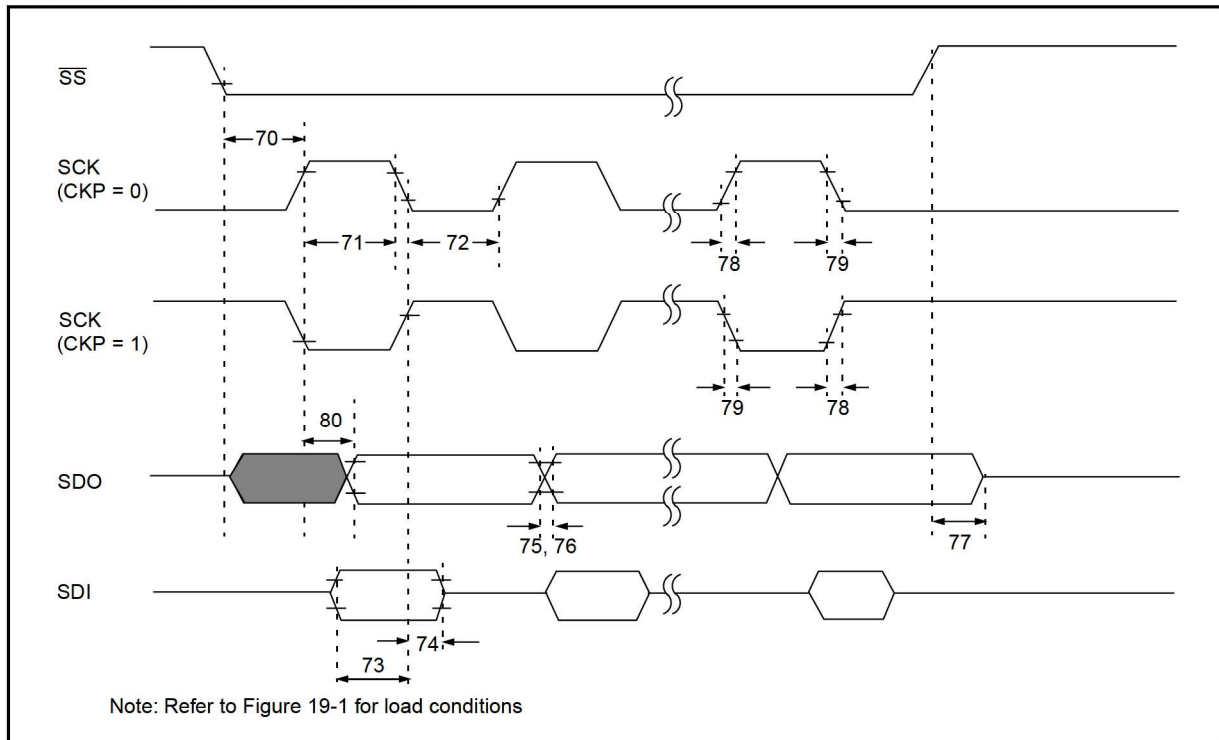 SS
70
SCK
(CKP = 0)
71
72
78
79
SCK
(CKP = 1)
79
78
80
SDO
75, 76
77
SDI
74
73
Note: Refer to Figure 19-1 for load conditions